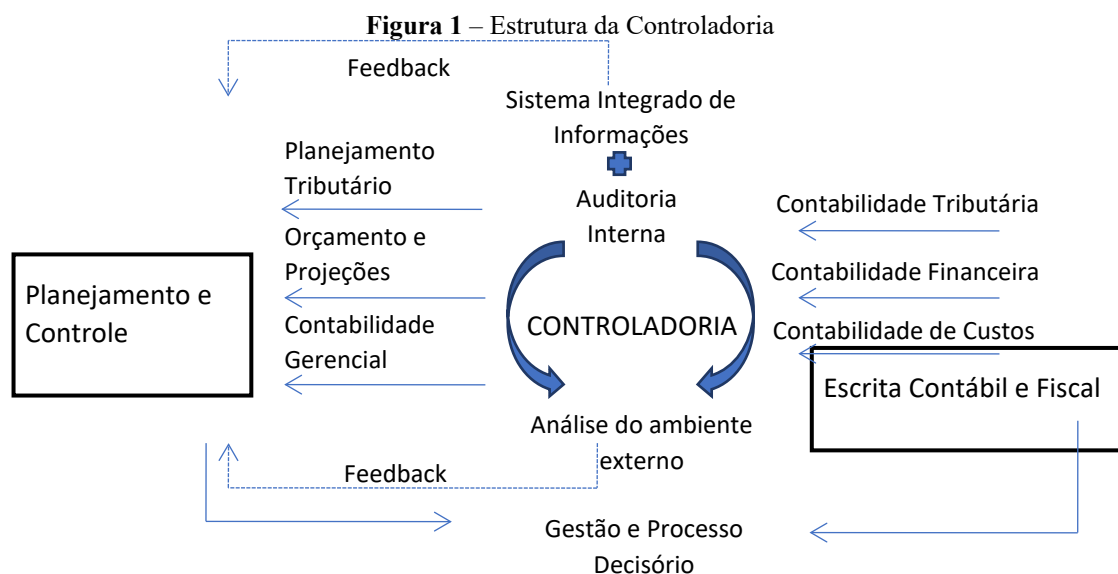 Figura 1 – Estrutura da Controladoria
Feedback
Sistema Integrado de
Informações
Planejamento
Tributário
Auditoria
Interna
Contabilidade Tributária
Orçamento e
Projeções
Contabilidade Financeira
Planejamento e
Controle
Contabilidade
Gerencial
CONTROLADORIA
Contabilidade de Custos
Escrita Contábil e Fiscal
Análise do ambiente
externo
Feedback
Gestão e Processo
Decisório